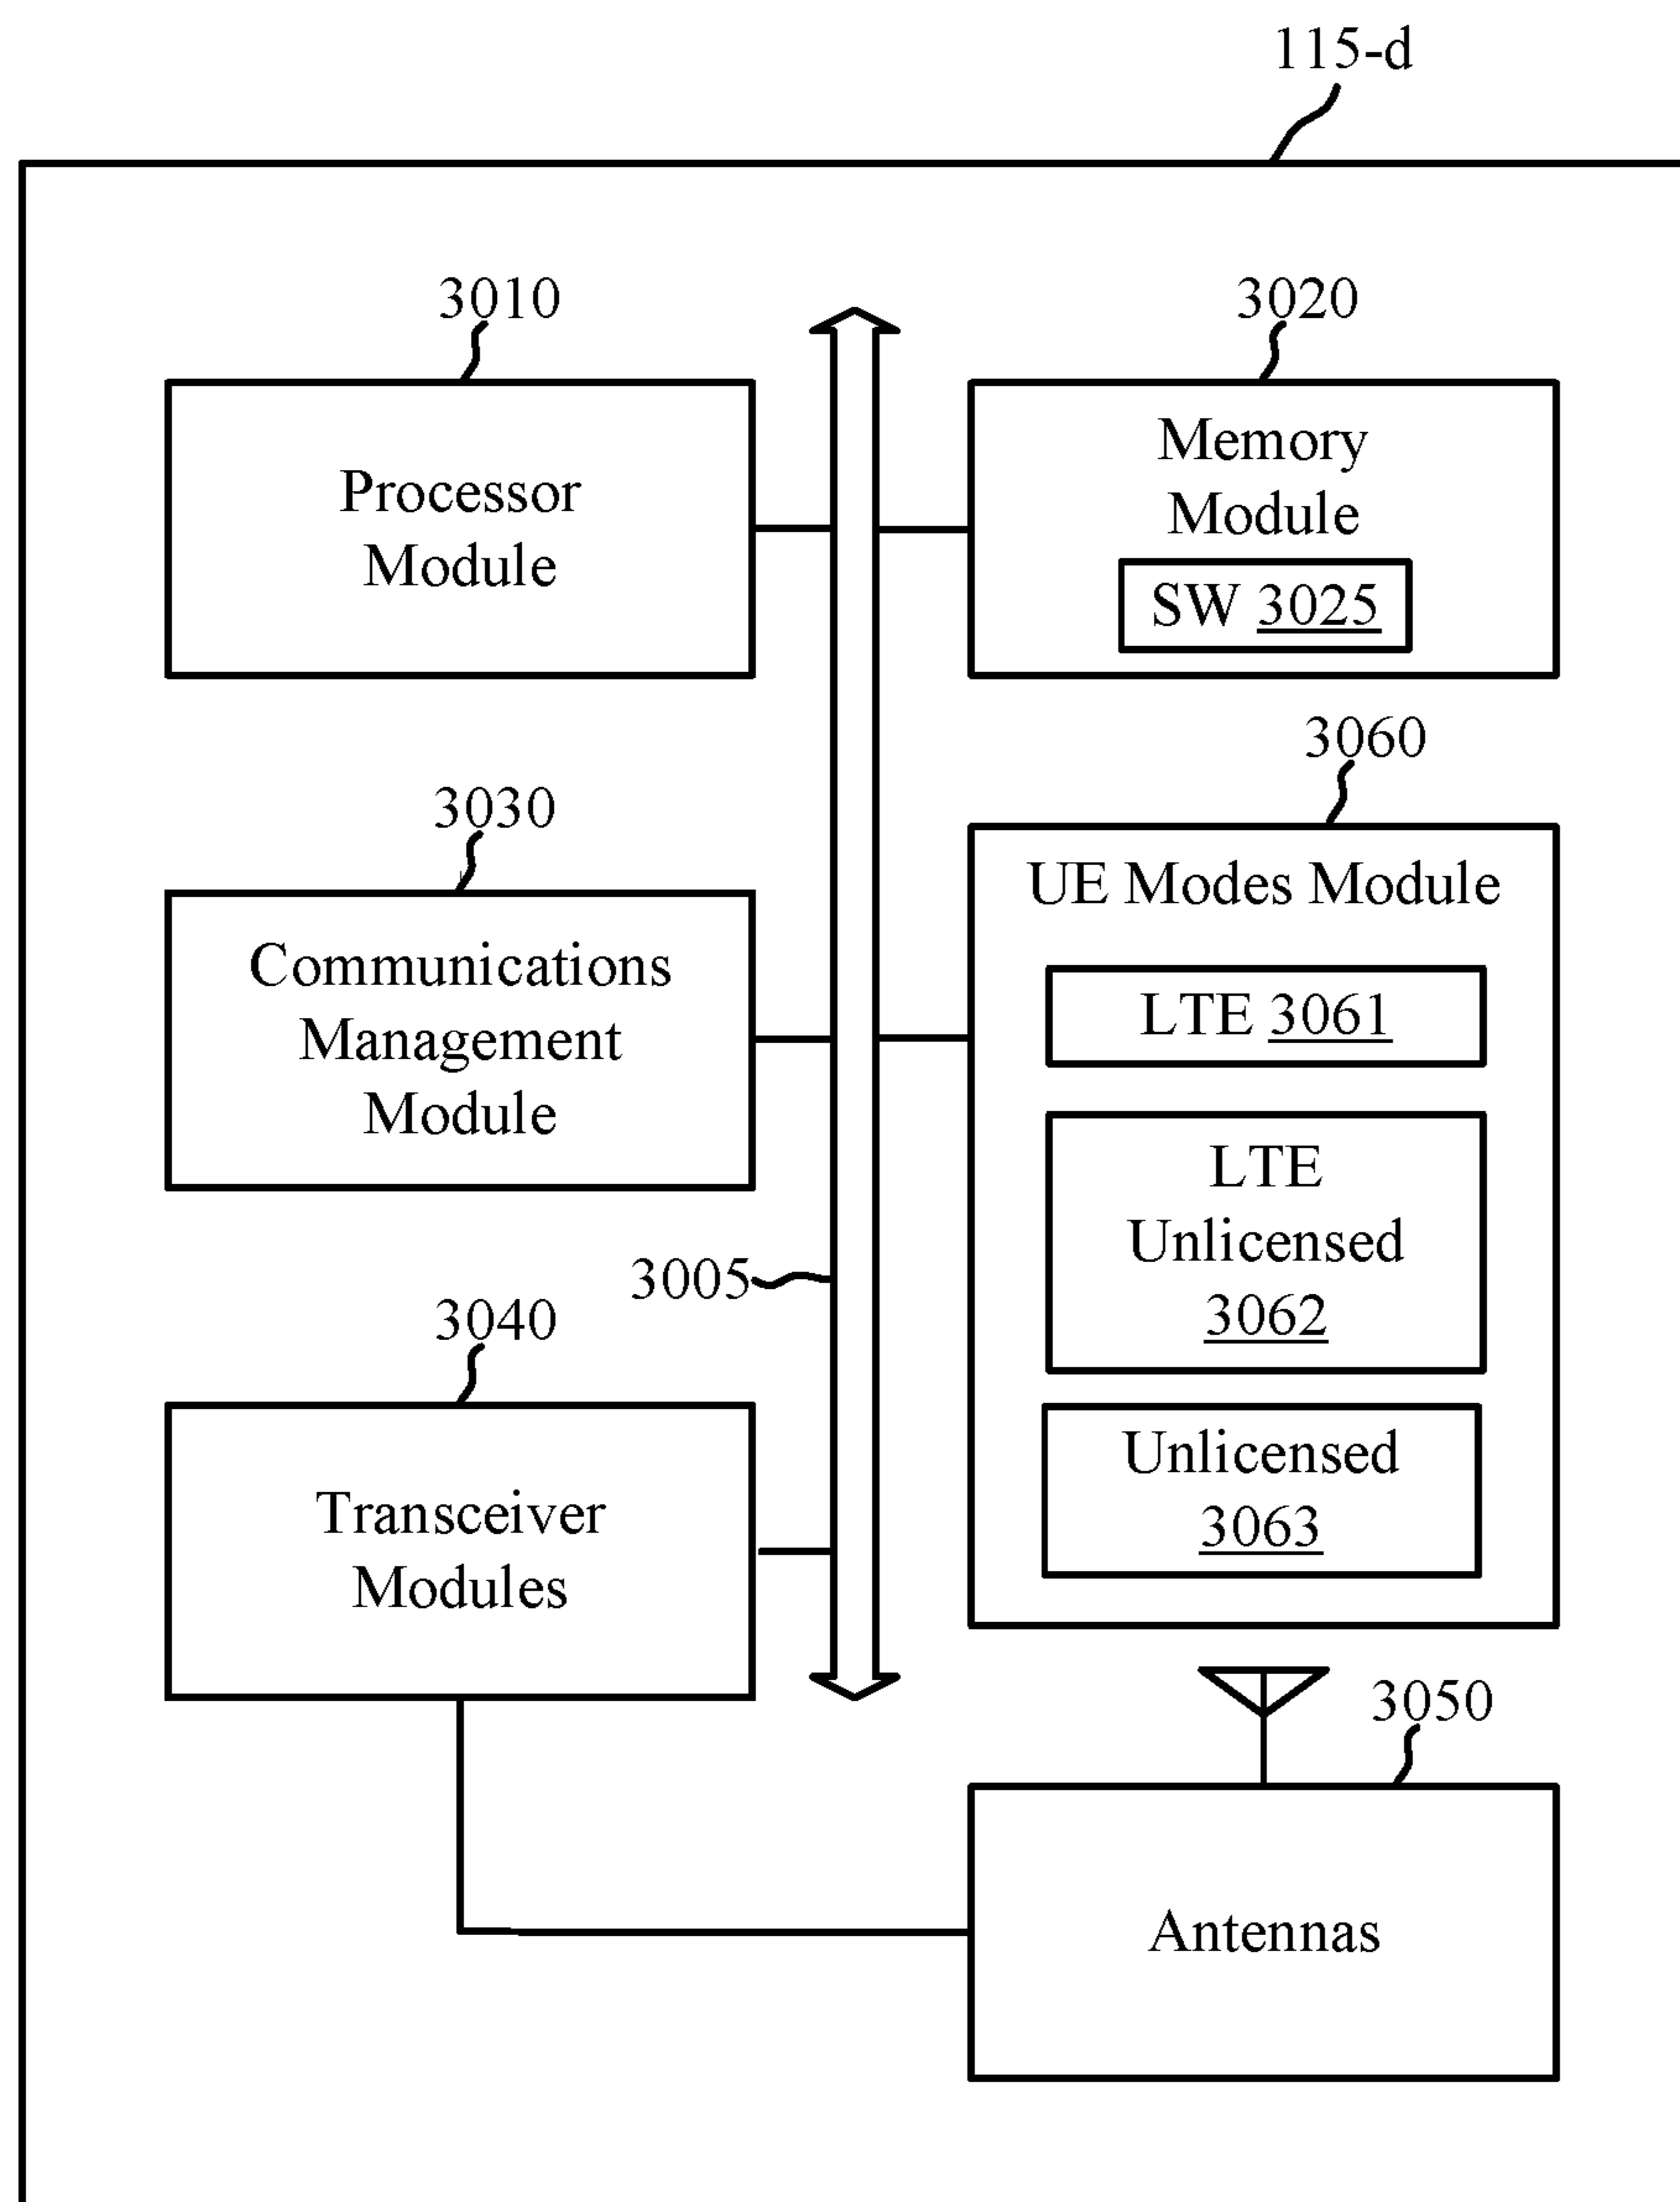 115-d
3010
3020
Processor
Module
Memory
Module
SW 3025
3060
3030
UE Modes Module
Communications
Management
Module
LTE 3061
LTE
Unlicensed
3062
3005
3040
Unlicensed
3063
Transceiver
Modules
3050
Antennas